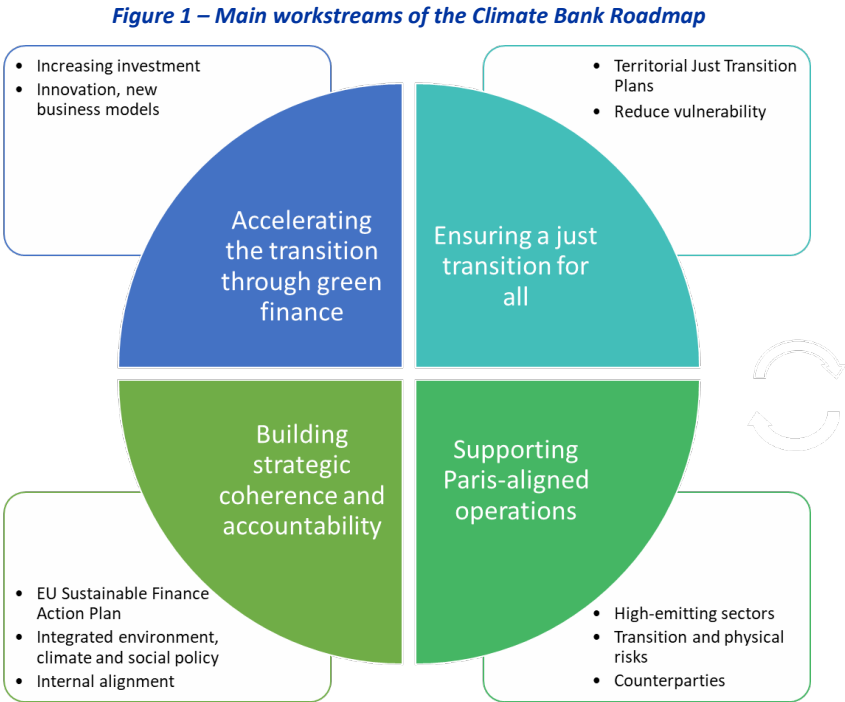 Figure 1 – Main workstreams of the Climate Bank Roadmap
• Increasing investment
• Innovation, new
business models
• Territorial Just Transition
Plans
• Reduce vulnerability
Accelerating
the transition
through green
finance
Ensuring a just
transition for
all
Building
strategic
coherence and
accountability
Supporting
Paris-aligned
operations
• EU Sustainable Finance
Action Plan
• Integrated environment,
climate and social policy
• Internal alignment
• High-emitting sectors
• Transition and physical
risks
• Counterparties